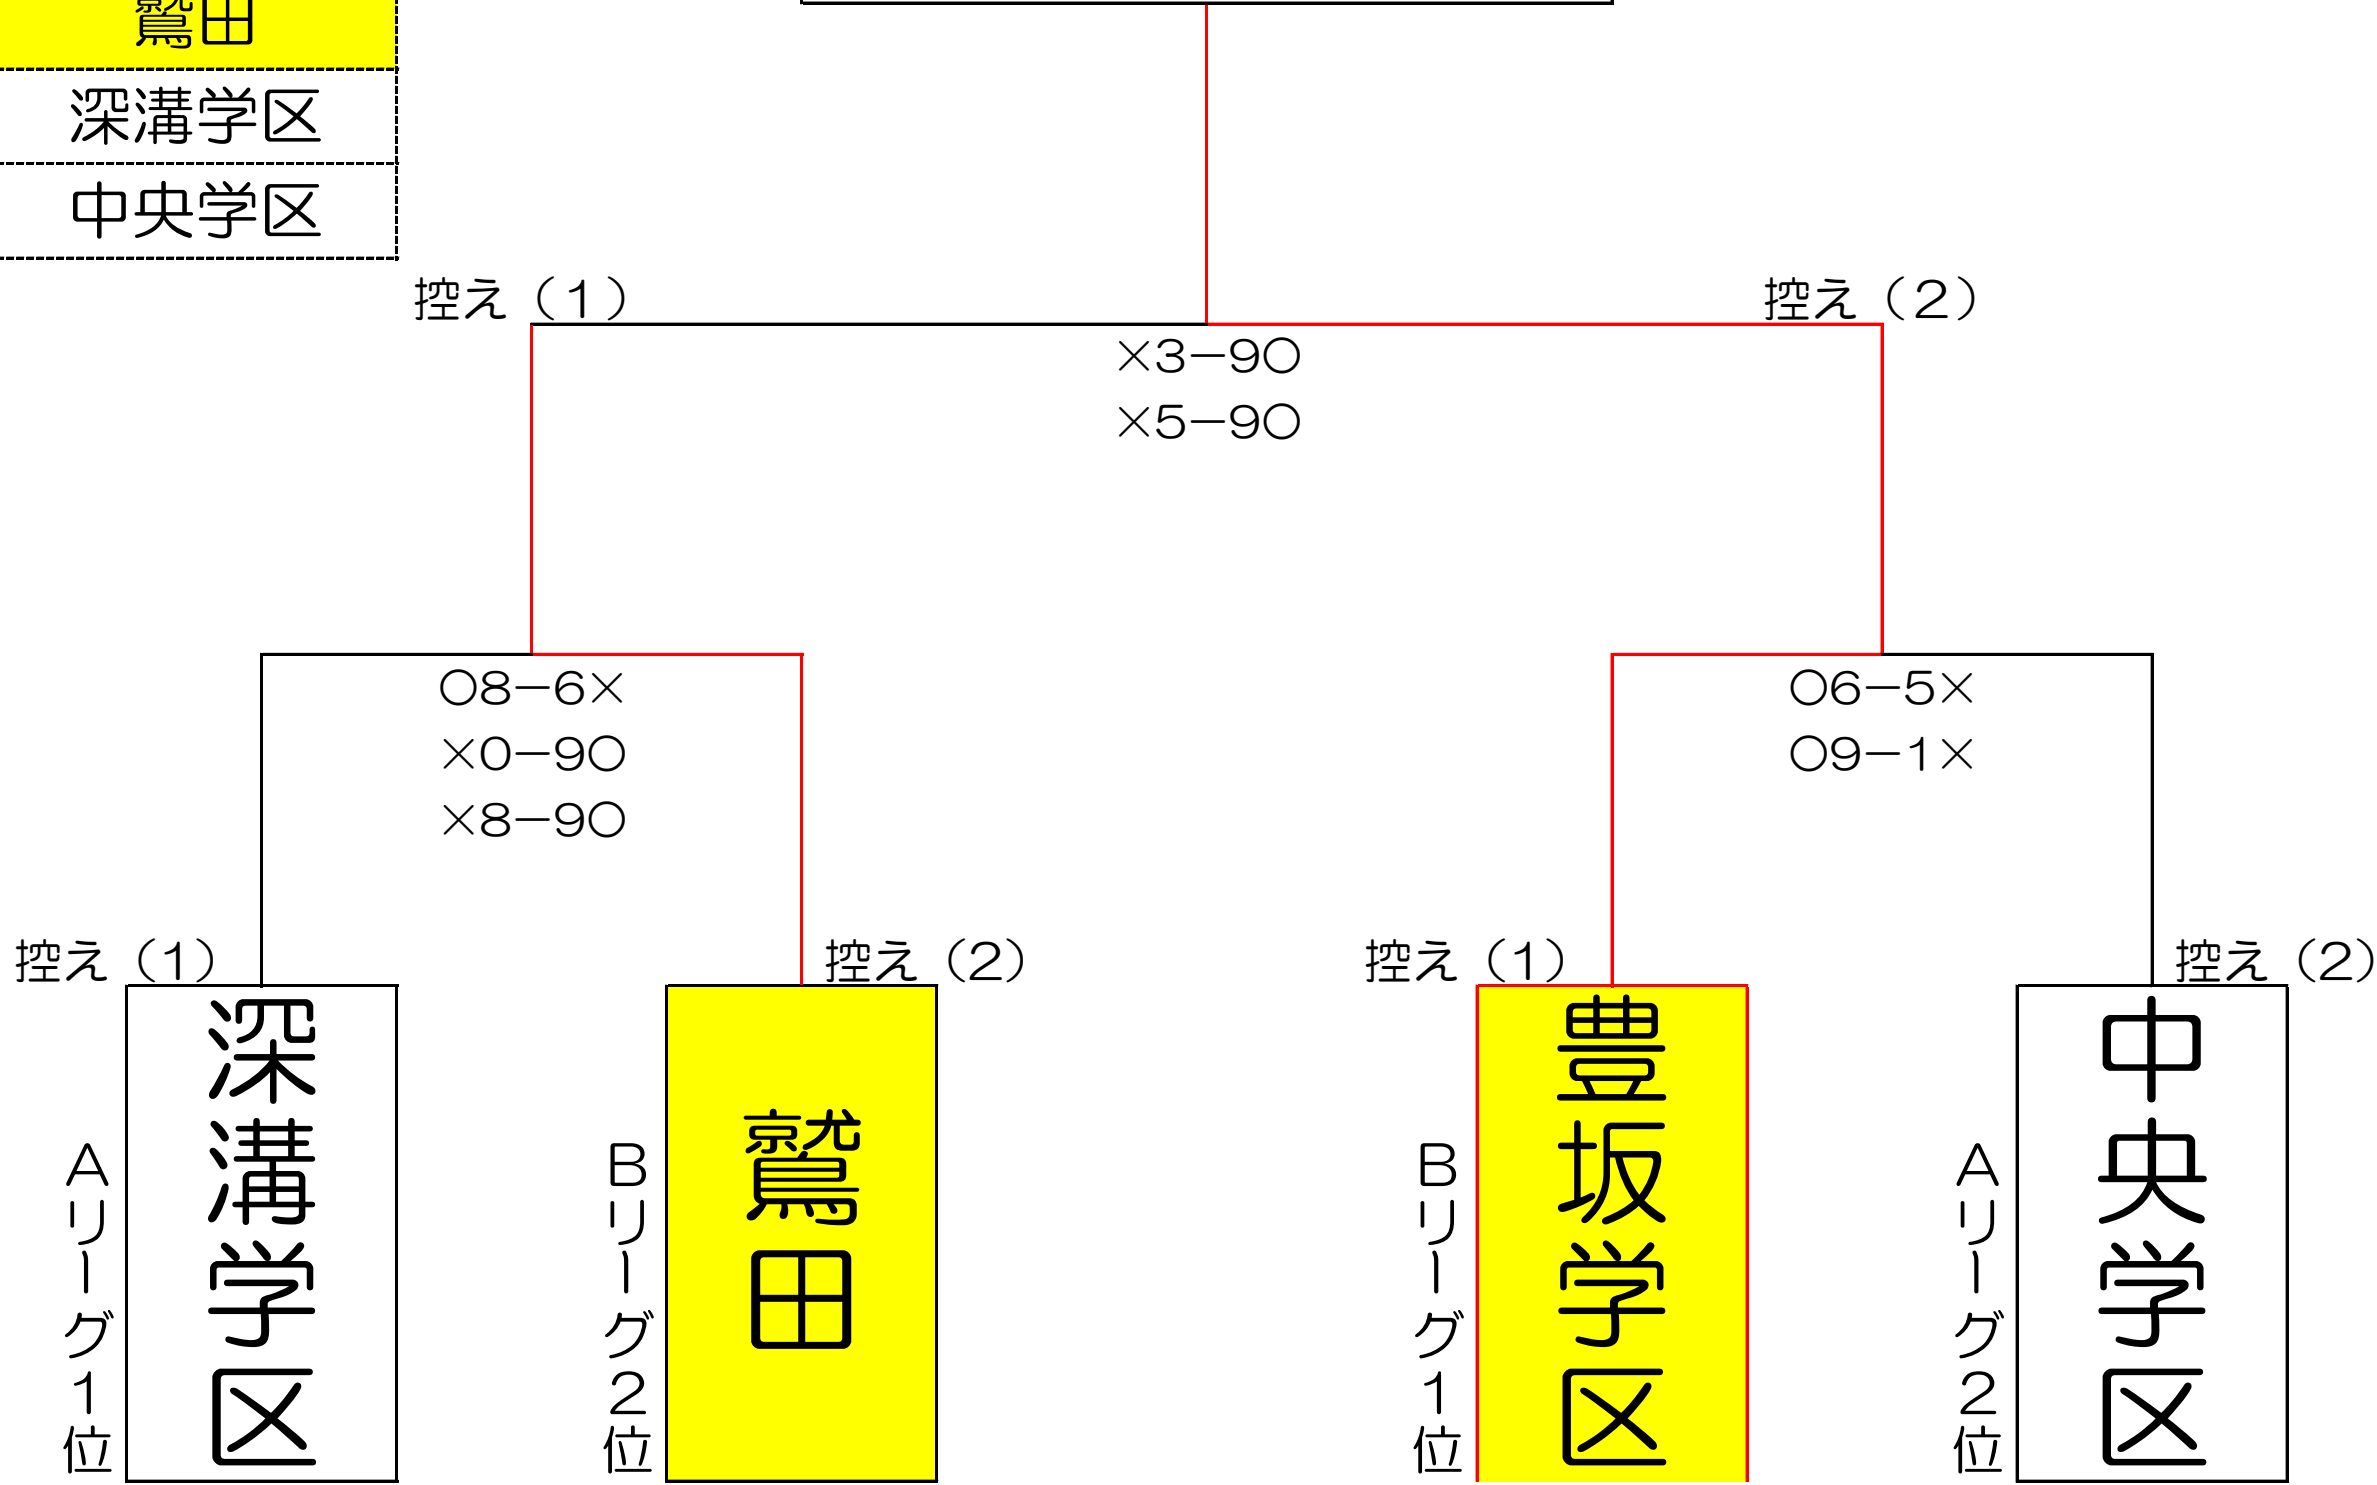 鷲田
深溝学区
中央学区
控え（1）
控え（2）
×3－9○
×5－9○
○8－6×
×0－9○
×8－9○
○6－5×
○9－1×
控え（1）
控え（2）
控え（1）
控え（2）
Aリーグ1位
深溝学区
Bリーグ2位
鷲田
Bリーグ1位
豊坂学区
Aリーグ2位
中央学区